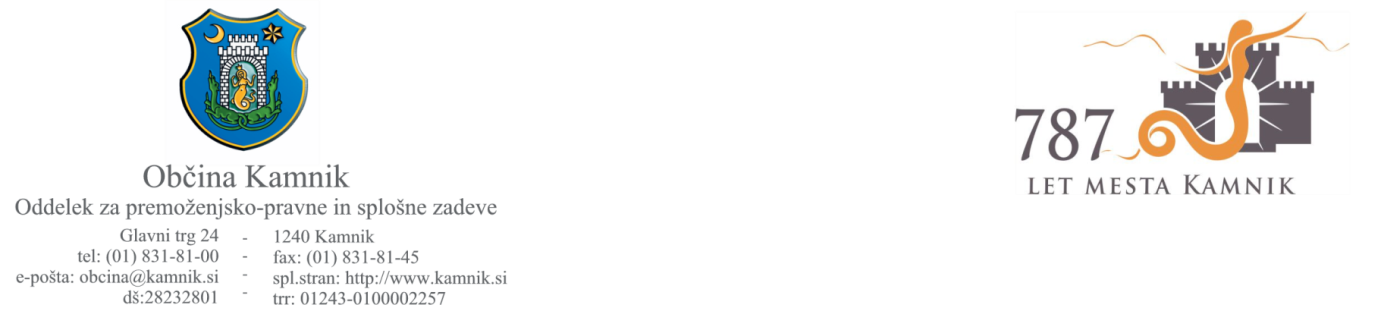 Občina Kamnik
Oddelek za premoženjsko-pravne in splošne zadeve
Glavni trg 24 - 1240 Kamnik
tel: (01) 831-81-00 - fax: (01) 831-81-45
e-pošta: obcina@kamnik.si - spl.stran: http://www.kamnik.si
dš:28232801 - trr: 01243-0100002257
787
LET MESTA KAMNIK